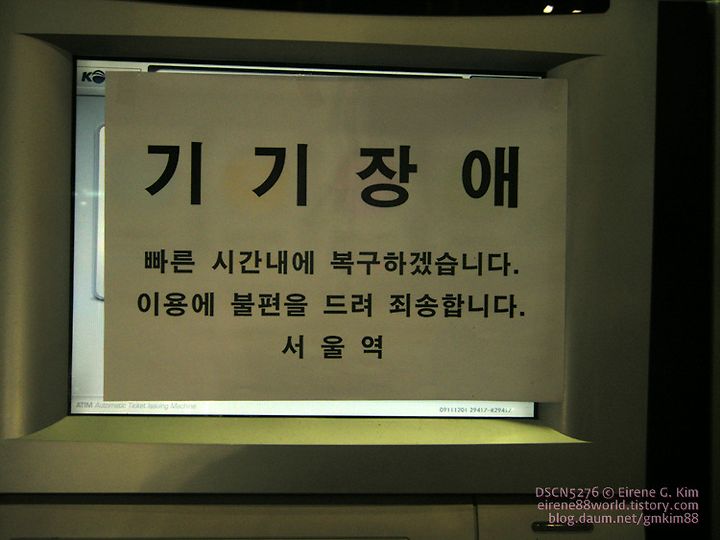 기 기 장 애
빠른 시간내에 복구하겠습니다.
이용에 불편을 드려 죄송합니다.
서 울 역
ATIM Automatic Ticket Issuing Machine
DSCN5276 © Eirene G. Kim
eirene88world.tistory.com
blog.daum.net/gmkim88